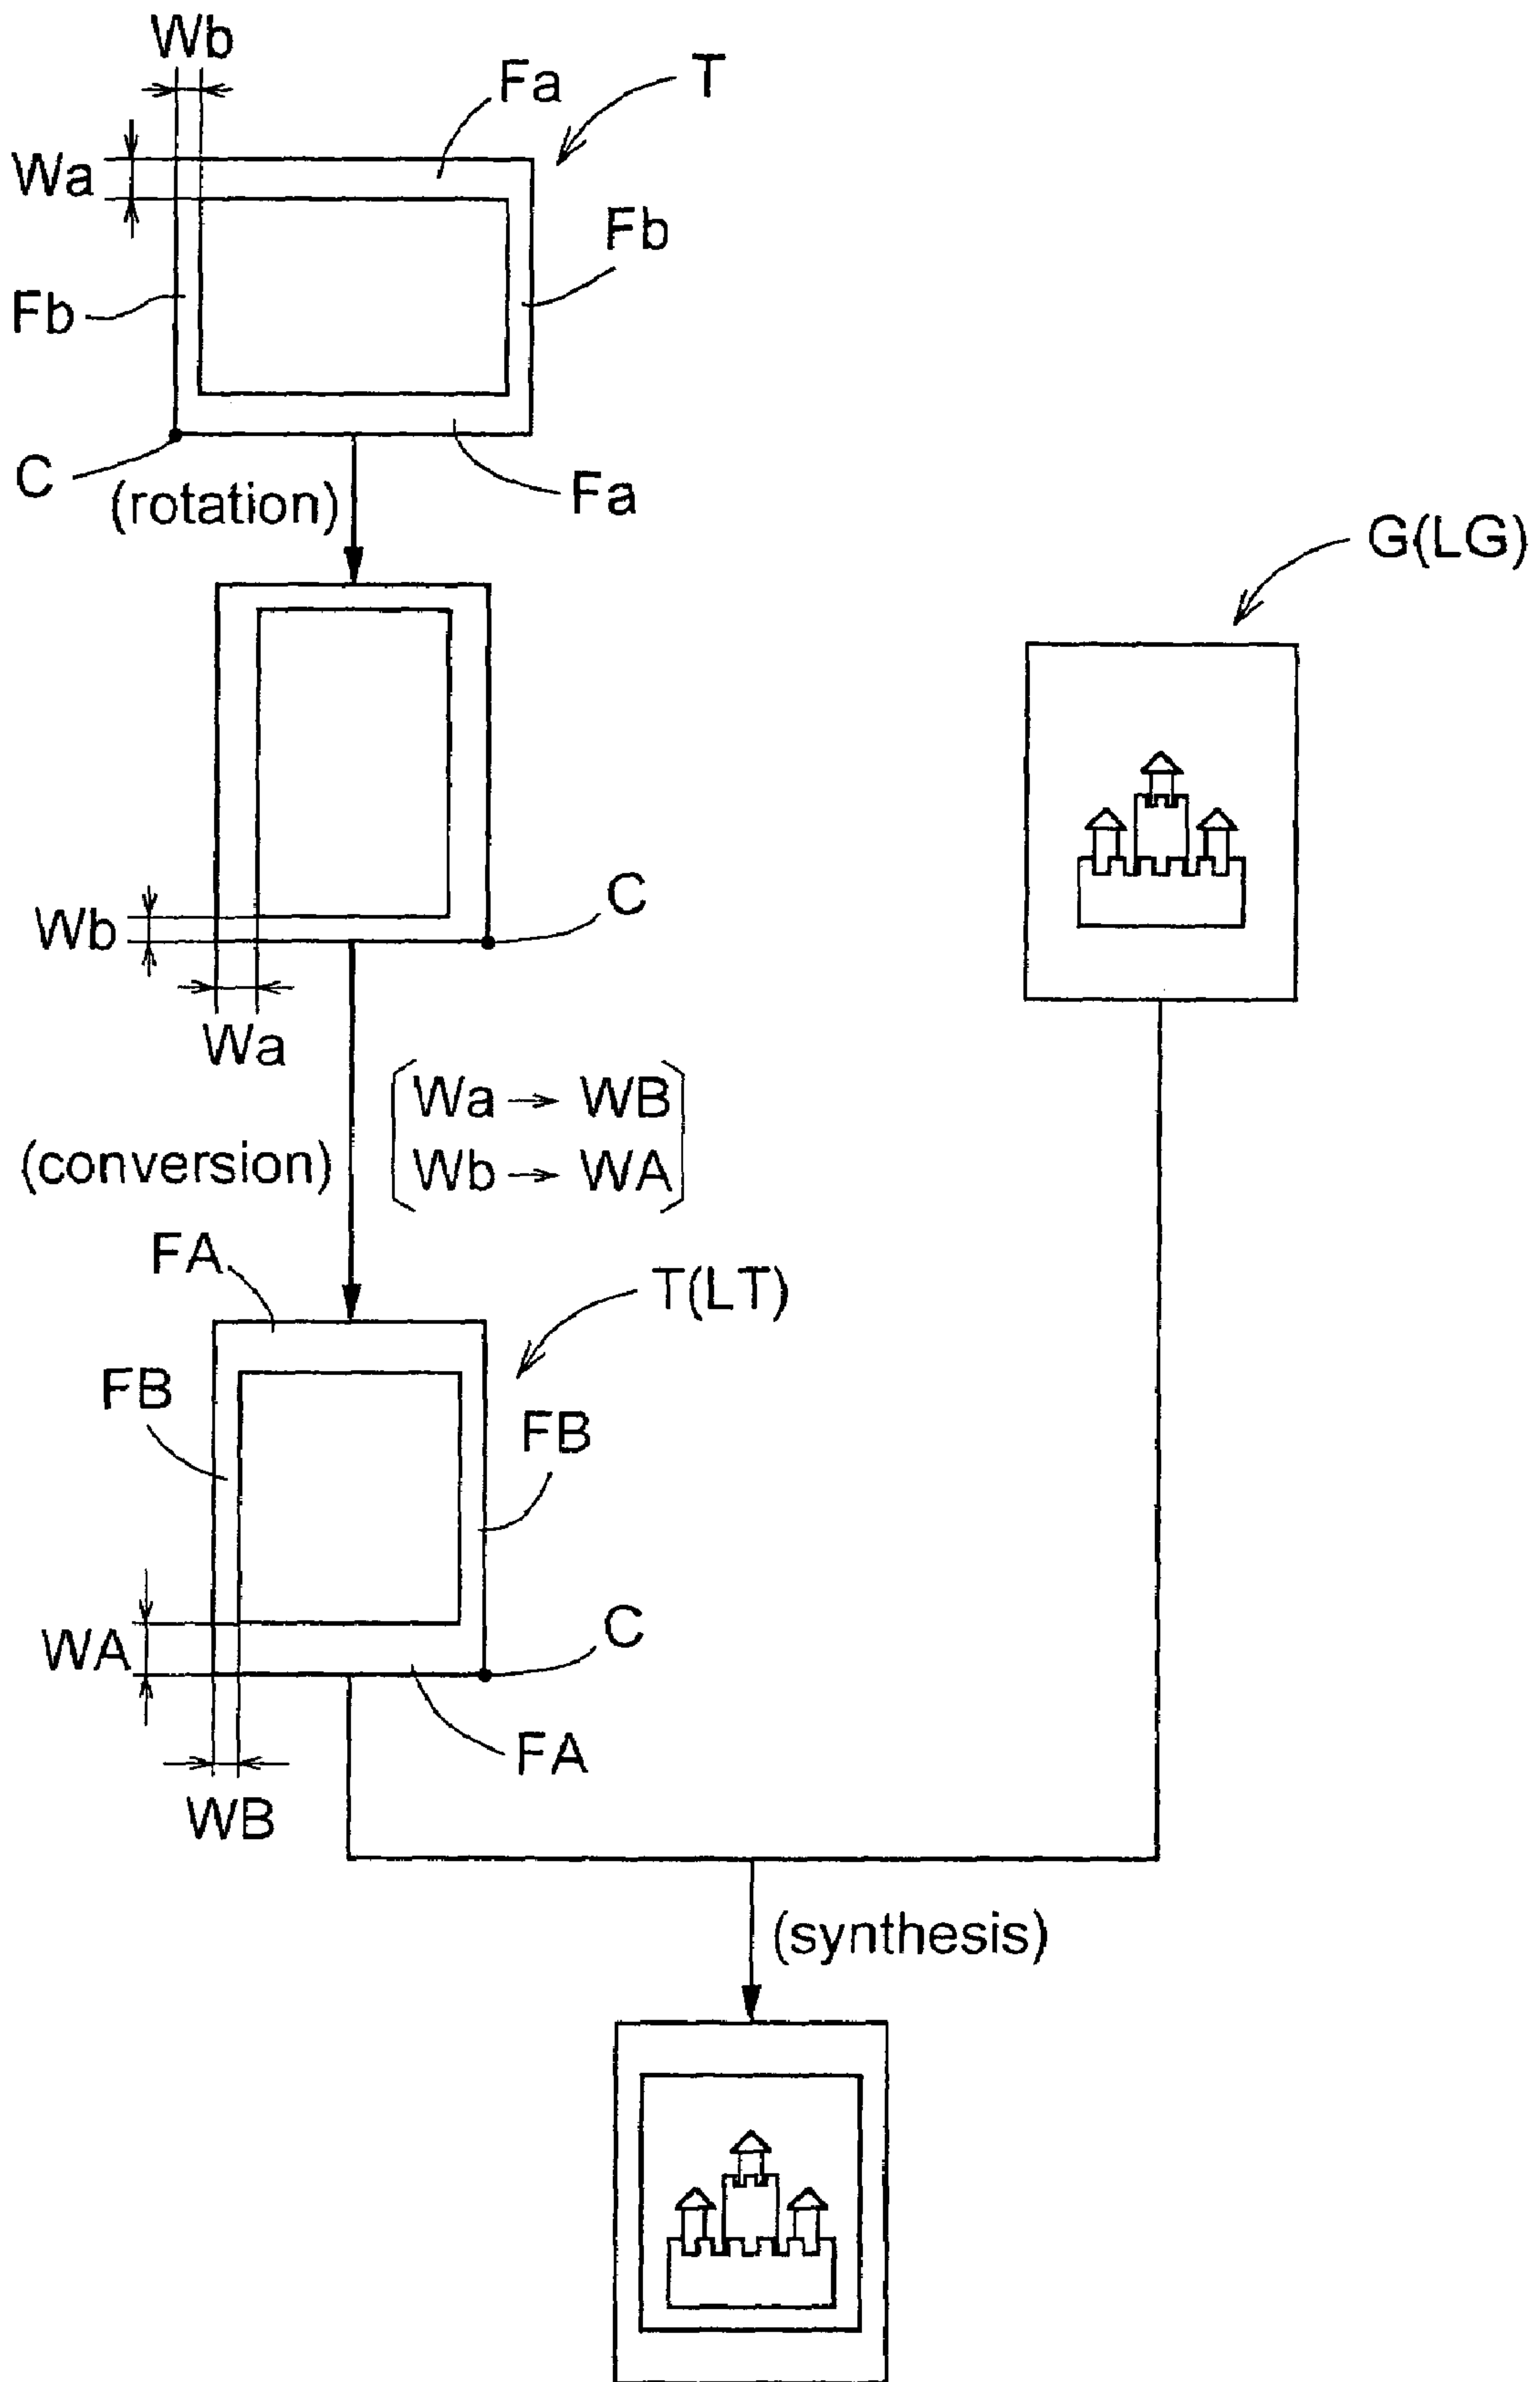 Wb
Fa
T
Wa
Fb
Fb
C
(rotation)
Fa
G(LG)
Wb
C
Wa
Wa → WB
(conversion)
Wb → WA
FA
T(LT)
FB
FB
WA
C
FA
WB
(synthesis)